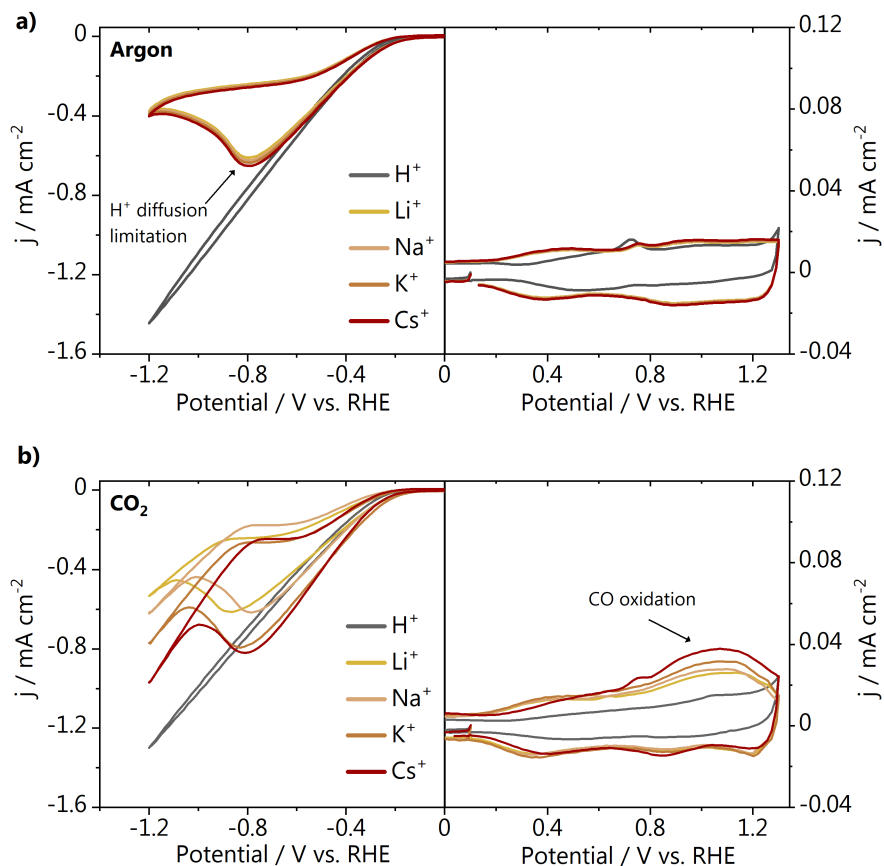 a)
Argon
0
-0.4
-0.8
-1.2
-1.6
j / mA cm⁻²
H⁺ diffusion
limitation
H⁺
Li⁺
Na⁺
K⁺
Cs⁺
-1.2 -0.8 -0.4
Potential / V vs. RHE
0 0.4 0.8 1.2
Potential / V vs. RHE
0.12
0.08
0.04
0
-0.04
j / mA cm⁻²
b)
CO₂
0
-0.4
-0.8
-1.2
-1.6
j / mA cm⁻²
H⁺
Li⁺
Na⁺
K⁺
Cs⁺
-1.2 -0.8 -0.4
Potential / V vs. RHE
CO oxidation
0 0.4 0.8 1.2
Potential / V vs. RHE
0.12
0.08
0.04
0
-0.04
j / mA cm⁻²